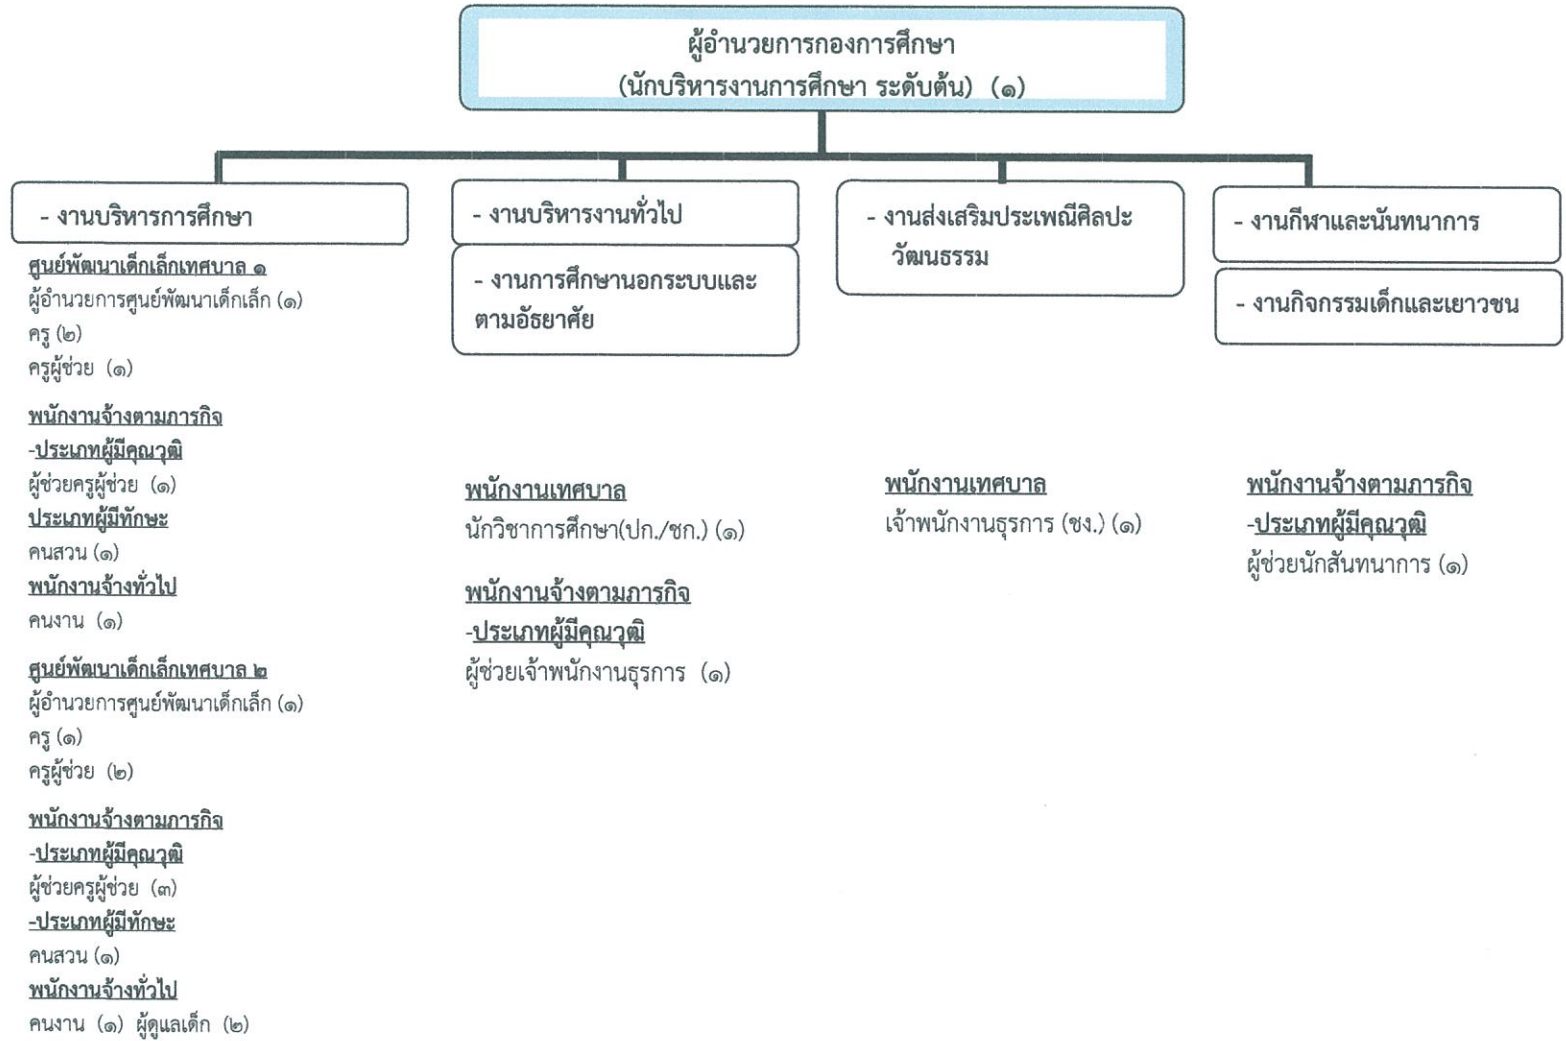 ผู้อำนวยการกองการศึกษา
(นักบริหารงานการศึกษา ระดับต้น) (๑)
- งานบริหารการศึกษา
ศูนย์พัฒนาเด็กเล็กเทศบาล ๑
ผู้อำนวยการศูนย์พัฒนาเด็กเล็ก (๑)
ครู (๒)
ครูผู้ช่วย (๑)
พนักงานจ้างตามภารกิจ
-ประเภทผู้มีคุณวุฒิ
ผู้ช่วยครูผู้ช่วย (๑)
ประเภทผู้มีทักษะ
คนสวน (๑)
พนักงานจ้างทั่วไป
คนงาน (๑)
ศูนย์พัฒนาเด็กเล็กเทศบาล ๒
ผู้อำนวยการศูนย์พัฒนาเด็กเล็ก (๑)
ครู (๑)
ครูผู้ช่วย (๒)
พนักงานจ้างตามภารกิจ
-ประเภทผู้มีคุณวุฒิ
ผู้ช่วยครูผู้ช่วย (๓)
-ประเภทผู้มีทักษะ
คนสวน (๑)
พนักงานจ้างทั่วไป
คนงาน (๑) ผู้ดูแลเด็ก (๒)
- งานบริหารงานทั่วไป
- งานการศึกษานอกระบบและ
ตามอัธยาศัย
พนักงานเทศบาล
นักวิชาการศึกษา(ปก./ชก.) (๑)
พนักงานจ้างตามภารกิจ
-ประเภทผู้มีคุณวุฒิ
ผู้ช่วยเจ้าพนักงานธุรการ (๑)
- งานส่งเสริมประเพณีศิลปะ
วัฒนธรรม
พนักงานเทศบาล
เจ้าพนักงานธุรการ (ชง.) (๑)
- งานกีฬาและนันทนาการ
- งานกิจกรรมเด็กและเยาวชน
พนักงานจ้างตามภารกิจ
-ประเภทผู้มีคุณวุฒิ
ผู้ช่วยนักสันทนาการ (๑)